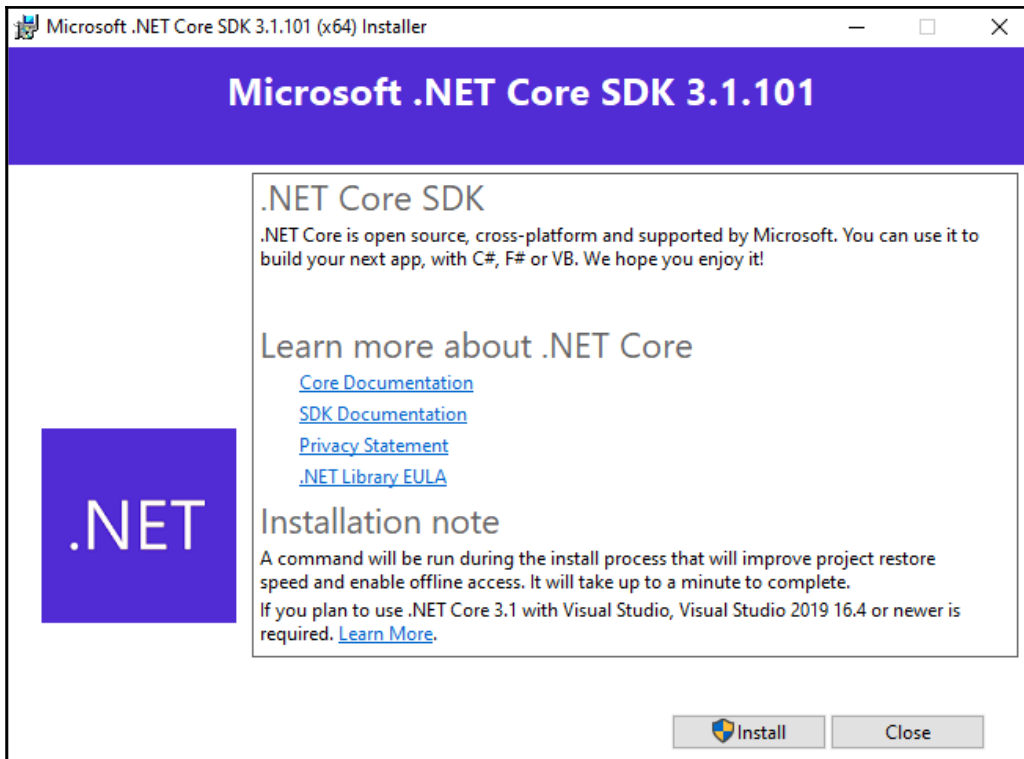 Microsoft .NET Core SDK 3.1.101 (x64) Installer
Microsoft .NET Core SDK 3.1.101
.NET Core SDK
.NET Core is open source, cross-platform and supported by Microsoft. You can use it to
build your next app, with C#, F# or VB. We hope you enjoy it!
Learn more about .NET Core
Core Documentation
SDK Documentation
Privacy Statement
.NET Library EULA
.NET
Installation note
A command will be run during the install process that will improve project restore
speed and enable offline access. It will take up to a minute to complete.
If you plan to use .NET Core 3.1 with Visual Studio, Visual Studio 2019 16.4 or newer is
required. Learn More.
Install
Close